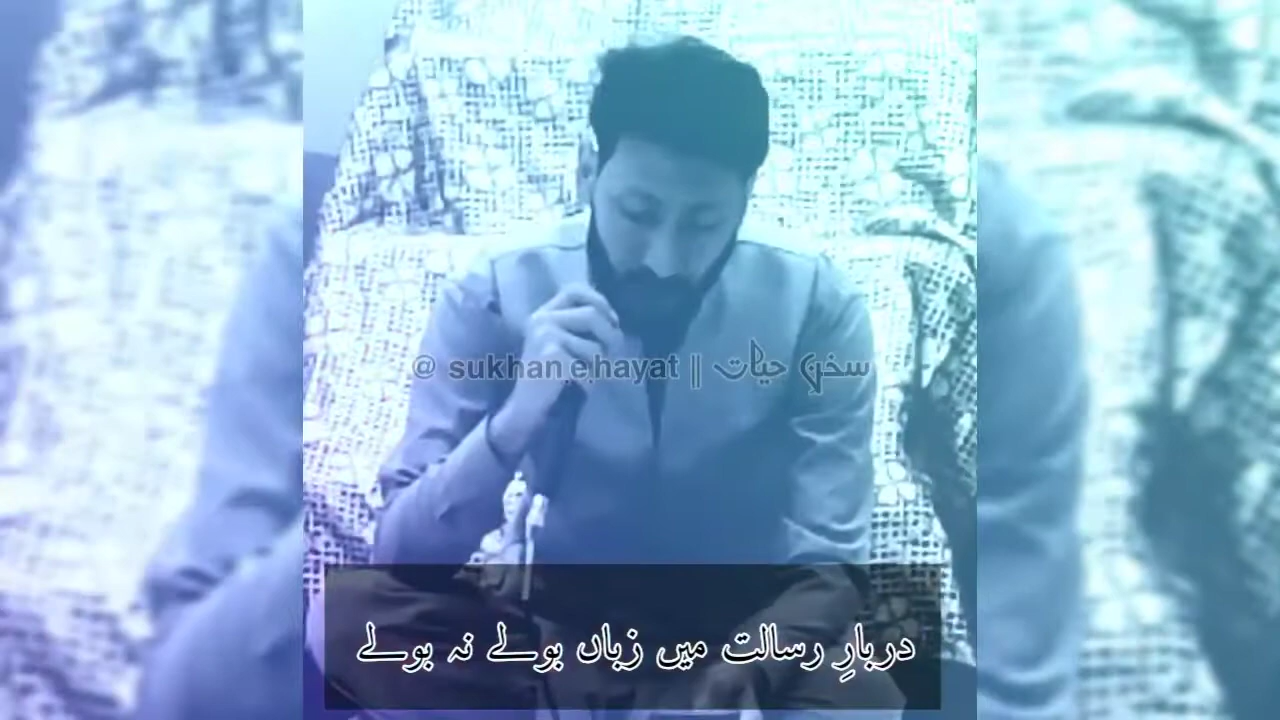 @ sukhan e hayat || سخنِ حیات
دربارِ رسالت میں زباں بولے نہ بولے